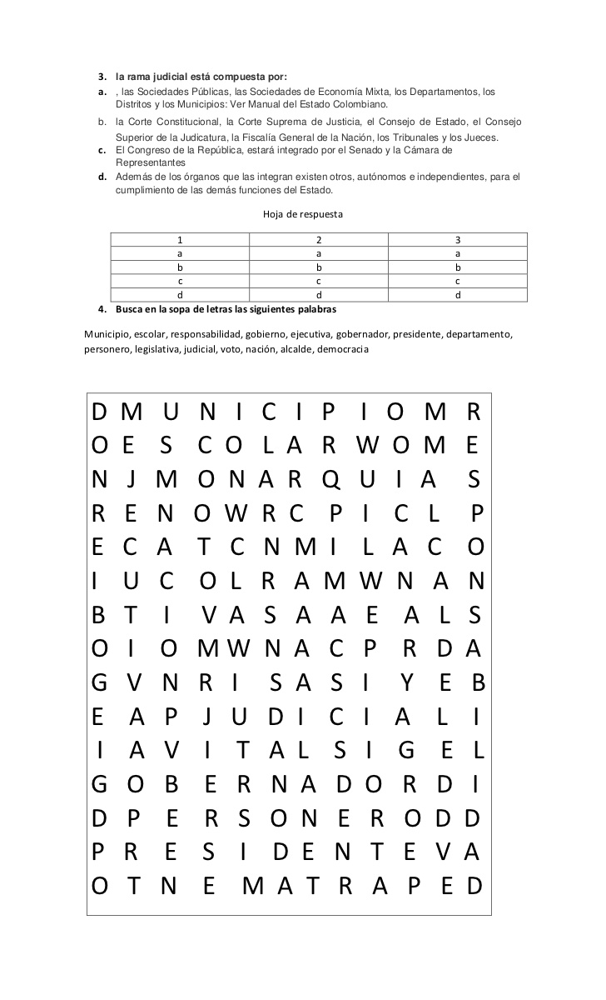 3. la rama judicial está compuesta por:
a. , las Sociedades Públicas, las Sociedades de Economía Mixta, los Departamentos, los
Distritos y los Municipios: Ver Manual del Estado Colombiano.
b. la Corte Constitucional, la Corte Suprema de Justicia, el Consejo de Estado, el Consejo
Superior de la Judicatura, la Fiscalía General de la Nación, los Tribunales y los Jueces.
c. El Congreso de la República, estará integrado por el Senado y la Cámara de
Representantes
d. Además de los órganos que las integran existen otros, autónomos e independientes, para el
cumplimiento de las demás funciones del Estado.
Hoja de respuesta
1 2 3
a a a
b b b
c c c
d d d
4. Busca en la sopa de letras las siguientes palabras
Municipio, escolar, responsabilidad, gobierno, ejecutiva, gobernador, presidente, departamento,
personero, legislativa, judicial, voto, nación, alcalde, democracia
D M U N I C I P I O M R
O E S C O L A R W O M E
N J M O N A R Q U I A S
R E N O W R C P I C L P
E C A T C N M I L A C O
I U C O L R A M W N A N
B T I V A S A A E A L S
O I O M W N A C P R D A
G V N R I S A S I Y E B
E A P J U D I C I A L I
I A V I T A L S I G E L
G O B E R N A D O R D I
D P E R S O N E R O D D
P R E S I D E N T E V A
O T N E M A T R A P E D